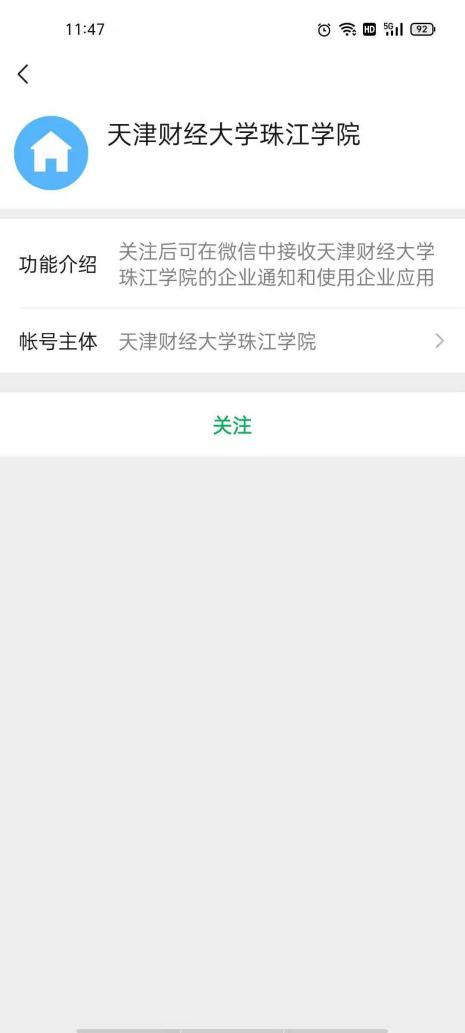 11:47
HD 5G 92
天津财经大学珠江学院
功能介绍
关注后可在微信中接收天津财经大学
珠江学院的企业通知和使用企业应用
帐号主体 天津财经大学珠江学院
关注